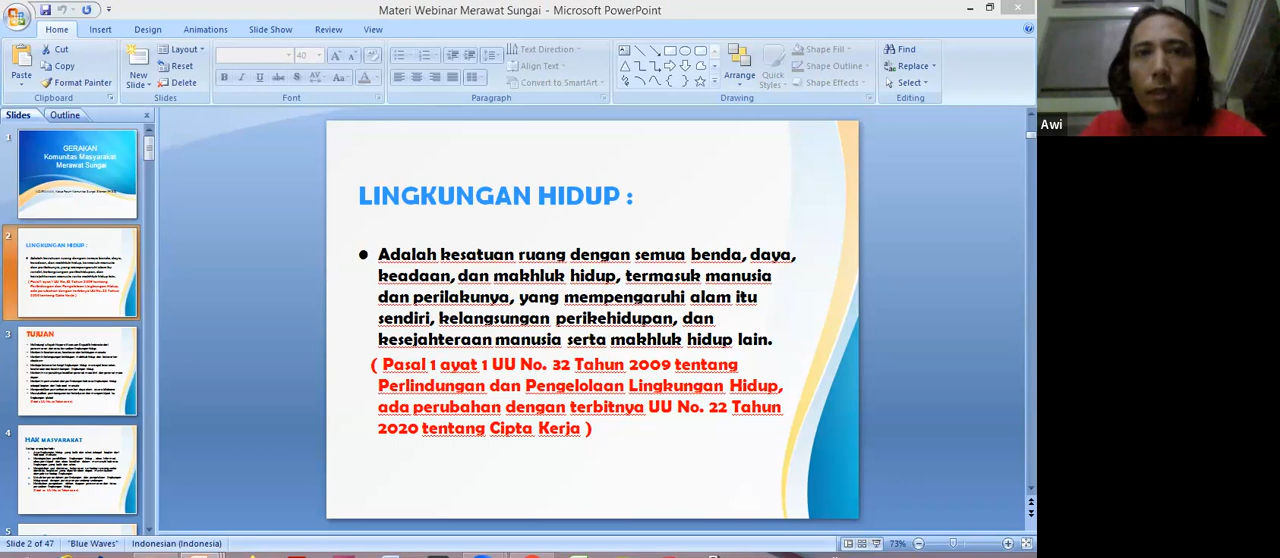 Materi Webinar Merawat Sungai - Microsoft PowerPoint
Home Insert Design Animations Slide Show Review View
Paste Cut Copy Format Painter Clipboard
New Slide Layout Reset Delete Slides
40
Font
Text Direction Align Text Convert to SmartArt Paragraph
Arrange Quick Styles Shape Fill Shape Outline Shape Effects Drawing
Find Replace Select Editing
Awi
Slides Outline
1
GERAKAN
Komunitas Masyarakat
Merawat Sungai
2
LINGKUNGAN HIDUP :
3
TUJUAN
4
HAK MASYARAKAT
5
LINGKUNGAN HIDUP :
• Adalah kesatuan ruang dengan semua benda, daya,
keadaan, dan makhluk hidup, termasuk manusia
dan perilakunya, yang mempengaruhi alam itu
sendiri, kelangsungan perikehidupan, dan
kesejahteraan manusia serta makhluk hidup lain.
( Pasal 1 ayat 1 UU No. 32 Tahun 2009 tentang
Perlindungan dan Pengelolaan Lingkungan Hidup,
ada perubahan dengan terbitnya UU No. 22 Tahun
2020 tentang Cipta Kerja )
Slide 2 of 47 "Blue Waves" Indonesian (Indonesia) 73%